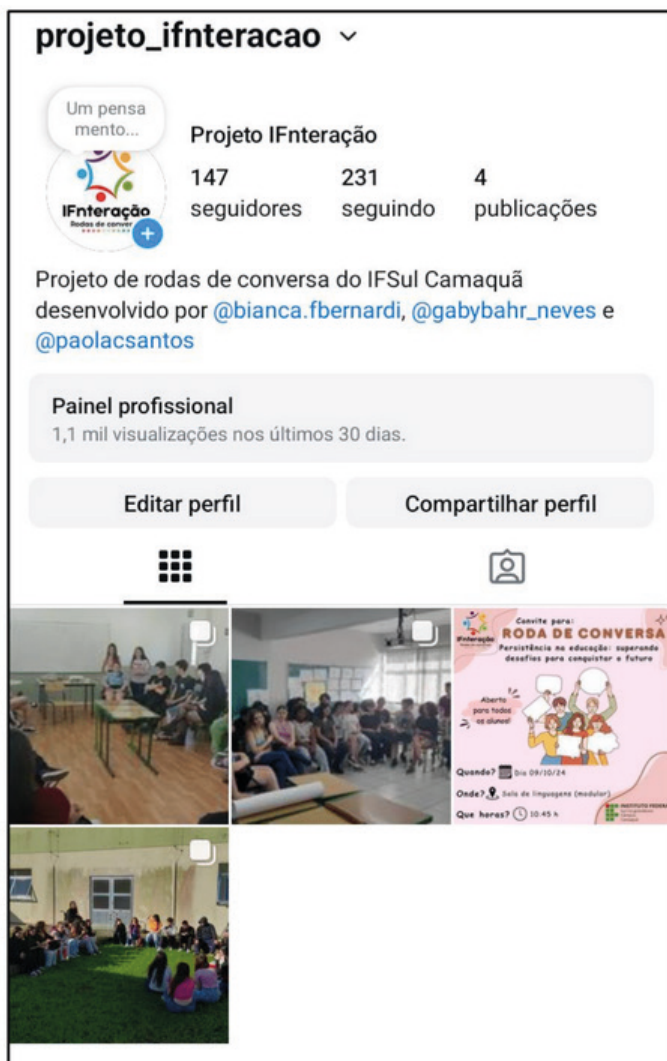 projeto_ifnteracao
Um pensa
mento...
Projeto IFnteração
147
231
4
seguidores
seguindo
publicações
IFnteração
Rodas de conver
Projeto de rodas de conversa do IFSul Camaquã
desenvolvido por @bianca.fbernardi, @gabybahr_neves e
@paolacsantos
Painel profissional
1,1 mil visualizações nos últimos 30 dias.
Editar perfil
Compartilhar perfil
Convite para:
IFnteração
RODA DE CONVERSA
Persistência na educação: superando
desafios para conquistar o futuro
Aberto
para todos
os alunos!
Quando? Dia 09/10/24
Onde? Sala de linguagens (modular)
Que horas? 10:45 h
INSTITUTO FEDERAL